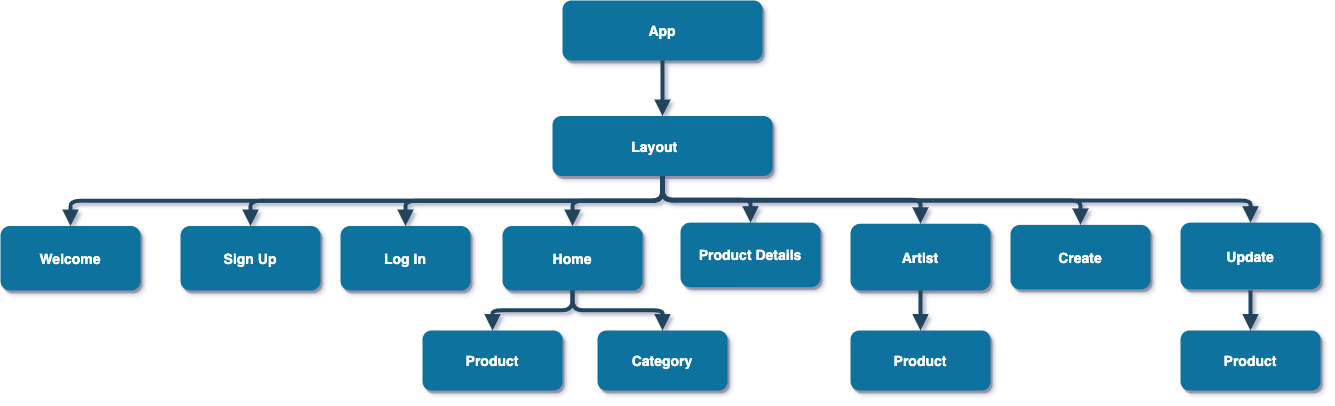 App
Layout
Welcome
Sign Up
Log In
Home
Product Details
Artist
Create
Update
Product
Category
Product
Product